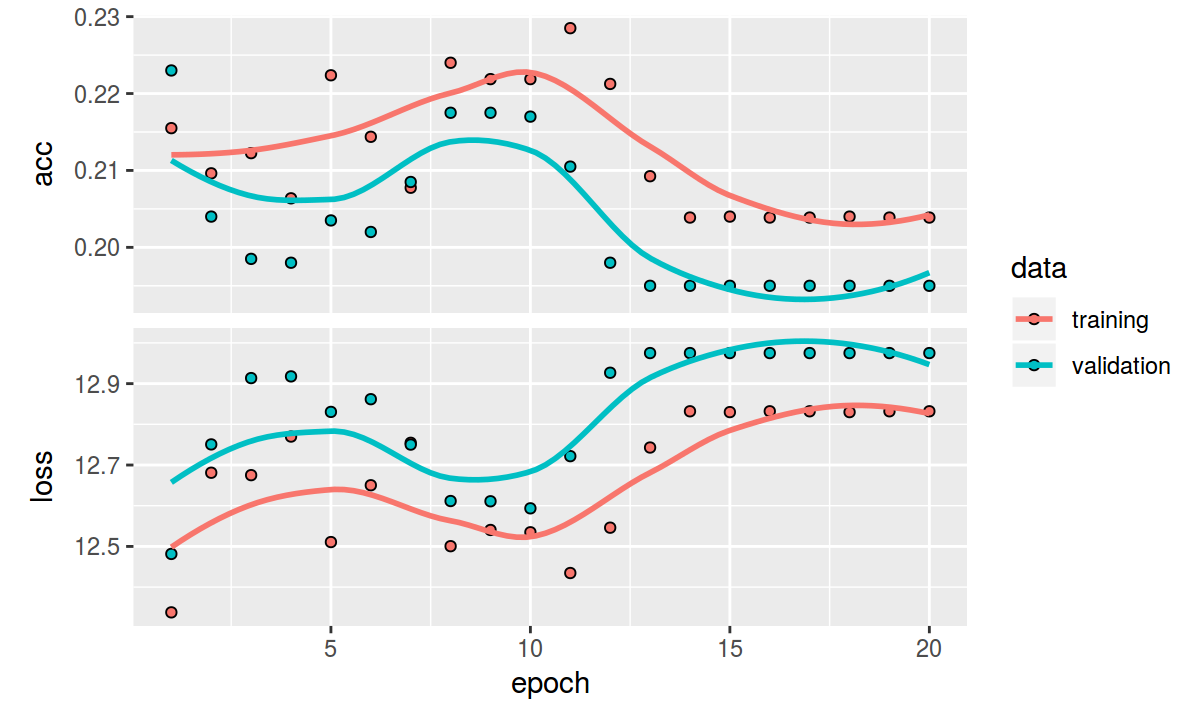 0.23
0.22
0.21
0.20
acc
12.9
12.7
12.5
loss
5 10 15 20
epoch
data
training
validation